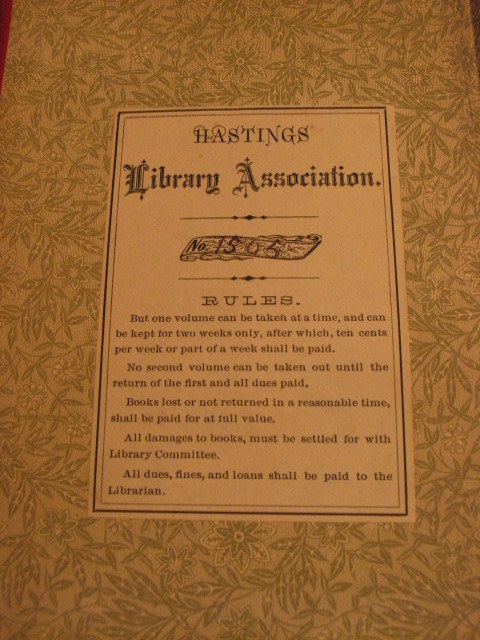 HASTINGS
Library Association.
No. 1505
RULES.
But one volume can be taken at a time, and can
be kept for two weeks only, after which, ten cents
per week or part of a week shall be paid.
No second volume can be taken out until the
return of the first and all dues paid.
Books lost or not returned in a reasonable time,
shall be paid for at full value.
All damages to books, must be settled for with
Library Committee.
All dues, fines, and loans shall be paid to the
Librarian.